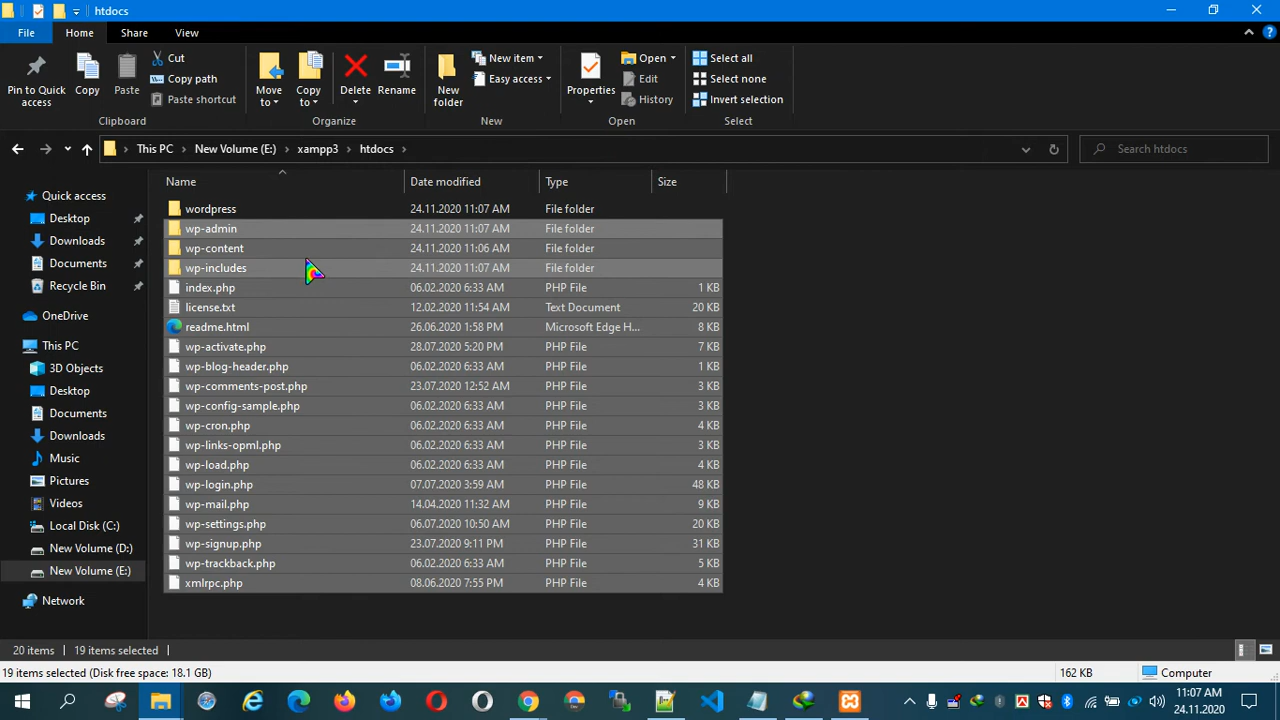 htdocs
File Home Share View
Pin to Quick access
Copy
Paste
Cut
Copy path
Paste shortcut
Clipboard
Move to
Copy to
Delete
Rename
Organize
New folder
New item
Easy access
New
Properties
Open
Edit
History
Open
Select all
Select none
Invert selection
Select
This PC New Volume (E:) xampp3 htdocs
Search htdocs
Quick access
Desktop
Downloads
Documents
Recycle Bin
OneDrive
This PC
3D Objects
Desktop
Documents
Downloads
Music
Pictures
Videos
Local Disk (C:)
New Volume (D:)
New Volume (E:)
Network
Name Date modified Type Size
wordpress 24.11.2020 11:07 AM File folder
wp-admin 24.11.2020 11:07 AM File folder
wp-content 24.11.2020 11:06 AM File folder
wp-includes 24.11.2020 11:07 AM File folder
index.php 06.02.2020 6:33 AM PHP File 1 KB
license.txt 12.02.2020 11:54 AM Text Document 20 KB
readme.html 26.06.2020 1:58 PM Microsoft Edge H... 8 KB
wp-activate.php 28.07.2020 5:20 PM PHP File 7 KB
wp-blog-header.php 06.02.2020 6:33 AM PHP File 1 KB
wp-comments-post.php 23.07.2020 12:52 AM PHP File 3 KB
wp-config-sample.php 06.02.2020 6:33 AM PHP File 3 KB
wp-cron.php 06.02.2020 6:33 AM PHP File 4 KB
wp-links-opml.php 06.02.2020 6:33 AM PHP File 3 KB
wp-load.php 06.02.2020 6:33 AM PHP File 4 KB
wp-login.php 07.07.2020 3:59 AM PHP File 48 KB
wp-mail.php 14.04.2020 11:32 AM PHP File 9 KB
wp-settings.php 06.07.2020 10:50 AM PHP File 20 KB
wp-signup.php 23.07.2020 9:11 PM PHP File 31 KB
wp-trackback.php 06.02.2020 6:33 AM PHP File 5 KB
xmlrpc.php 08.06.2020 7:55 PM PHP File 4 KB
20 items 19 items selected
19 items selected (Disk free space: 18.1 GB) 162 KB Computer
11:07 AM
24.11.2020